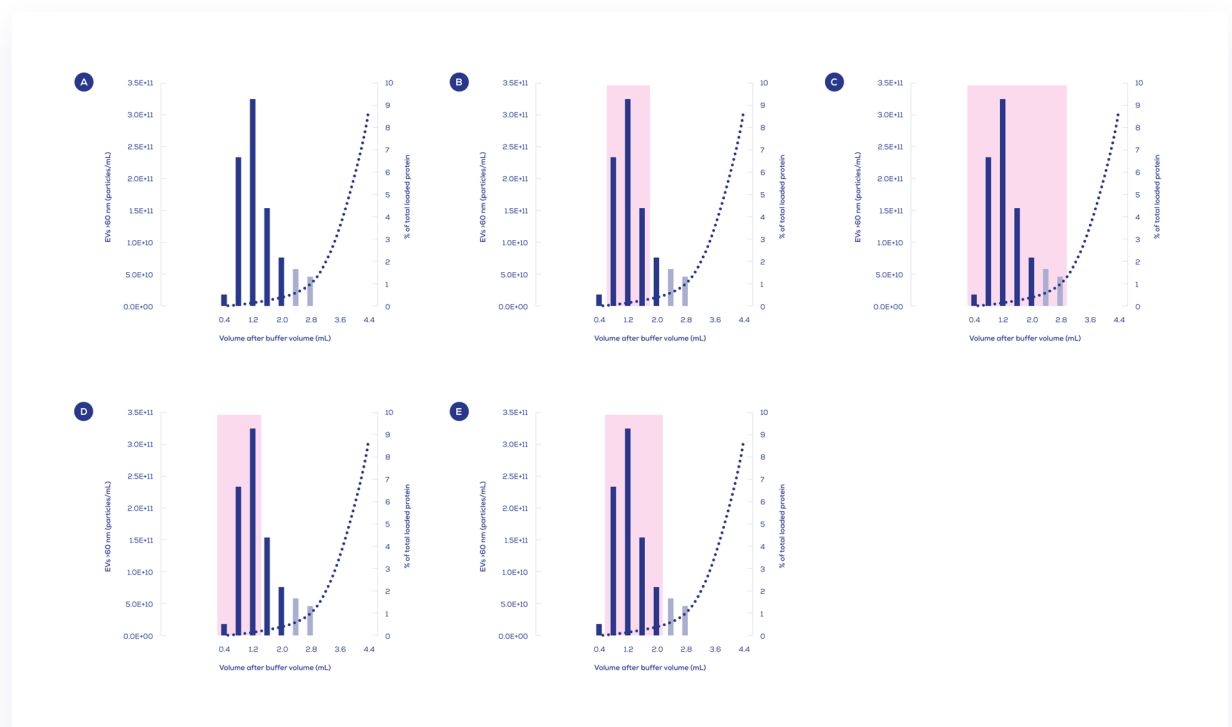 A
3.5E+11
3.0E+11
2.5E+11
2.0E+11
1.5E+11
1.0E+10
5.0E+10
0.0E+00
EVs >60 nm (particles/mL)
10
9
8
7
6
5
4
3
2
1
0
% of total loaded protein
0.4 1.2 2.0 2.8 3.6 4.4
Volume after buffer volume (mL)
B
3.5E+11
3.0E+11
2.5E+11
2.0E+11
1.5E+11
1.0E+10
5.0E+10
0.0E+00
EVs >60 nm (particles/mL)
10
9
8
7
6
5
4
3
2
1
0
% of total loaded protein
0.4 1.2 2.0 2.8 3.6 4.4
Volume after buffer volume (mL)
C
3.5E+11
3.0E+11
2.5E+11
2.0E+11
1.5E+11
1.0E+10
5.0E+10
0.0E+00
EVs >60 nm (particles/mL)
10
9
8
7
6
5
4
3
2
1
0
% of total loaded protein
0.4 1.2 2.0 2.8 3.6 4.4
Volume after buffer volume (mL)
D
3.5E+11
3.0E+11
2.5E+11
2.0E+11
1.5E+11
1.0E+10
5.0E+10
0.0E+00
EVs >60 nm (particles/mL)
10
9
8
7
6
5
4
3
2
1
0
% of total loaded protein
0.4 1.2 2.0 2.8 3.6 4.4
Volume after buffer volume (mL)
E
3.5E+11
3.0E+11
2.5E+11
2.0E+11
1.5E+11
1.0E+10
5.0E+10
0.0E+00
EVs >60 nm (particles/mL)
10
9
8
7
6
5
4
3
2
1
0
% of total loaded protein
0.4 1.2 2.0 2.8 3.6 4.4
Volume after buffer volume (mL)